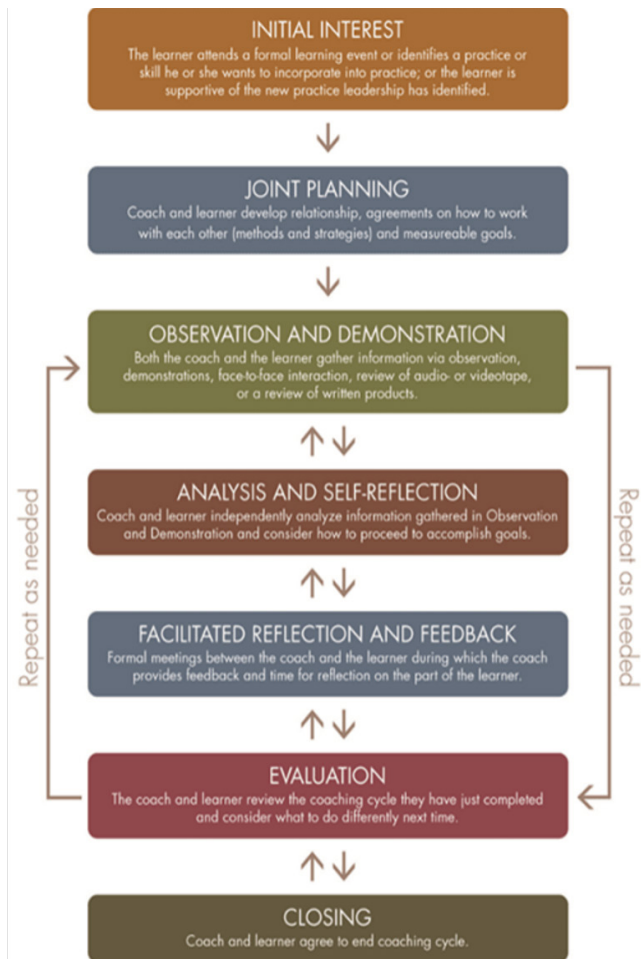 INITIAL INTEREST
The learner attends a formal learning event or identifies a practice or
skill he or she wants to incorporate into practice; or the learner is
supportive of the new practice leadership has identified.
JOINT PLANNING
Coach and learner develop relationship, agreements on how to work
with each other (methods and strategies) and measureable goals.
OBSERVATION AND DEMONSTRATION
Both the coach and the learner gather information via observation,
demonstrations, face-to-face interaction, review of audio- or videotape,
or a review of written products.
ANALYSIS AND SELF-REFLECTION
Coach and learner independently analyze information gathered in Observation
and Demonstration and consider how to proceed to accomplish goals.
FACILITATED REFLECTION AND FEEDBACK
Formal meetings between the coach and the learner during which the coach
provides feedback and time for reflection on the part of the learner.
EVALUATION
The coach and learner review the coaching cycle they have just completed
and consider what to do differently next time.
CLOSING
Coach and learner agree to end coaching cycle.
Repeat as needed
Repeat as needed